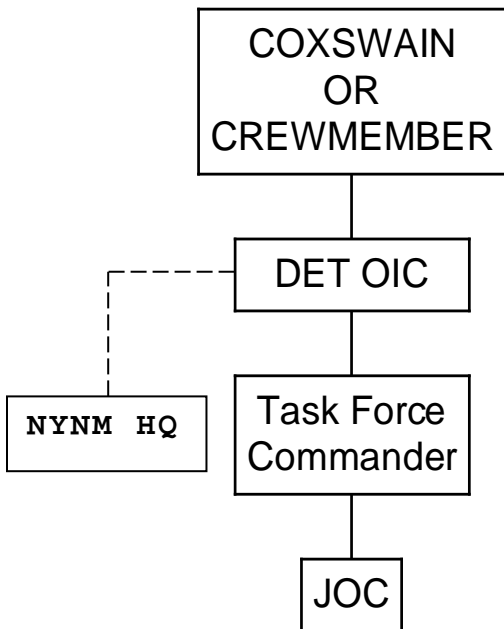 COXSWAIN
OR
CREWMEMBER
DET OIC
NYNM HQ
Task Force
Commander
JOC